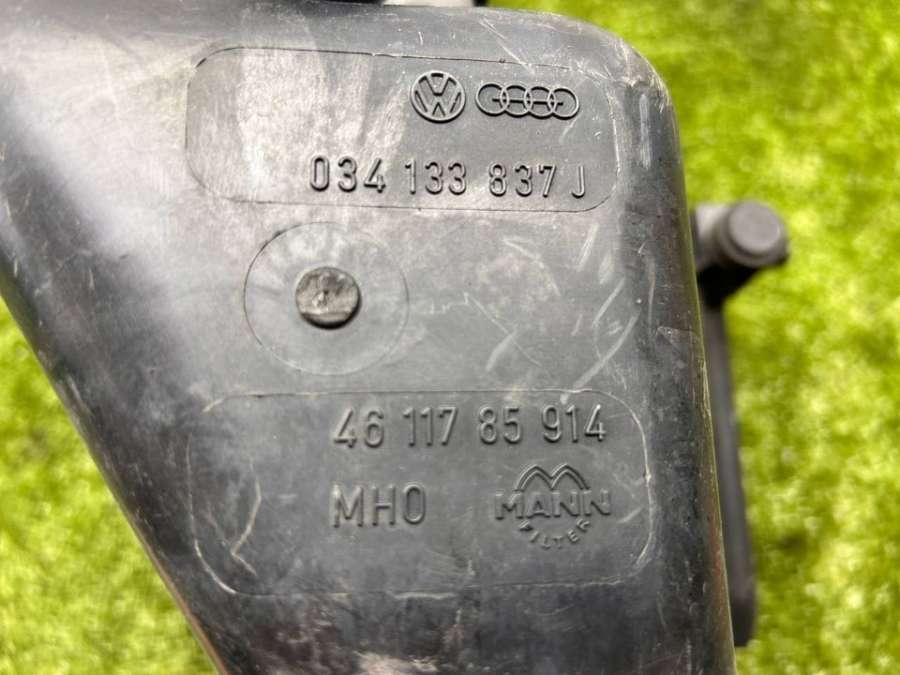 034 133 837 J
46 117 85 914
MHO
MANN
FILTER